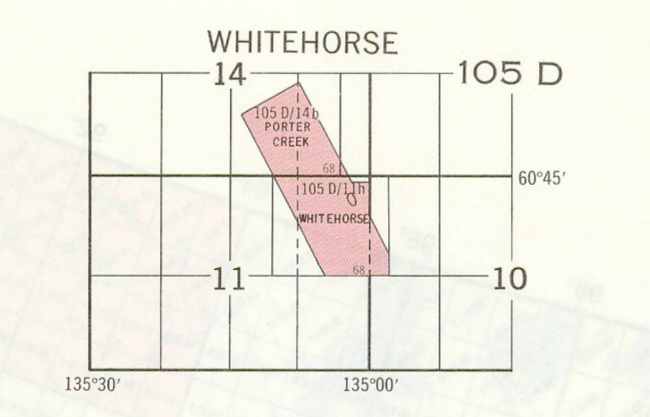 WHITEHORSE
14
105 D
105 D/14b
PORTER
CREEK
68
60°45′
105 D/11h
WHITEHORSE
68
11
10
135°30′
135°00′